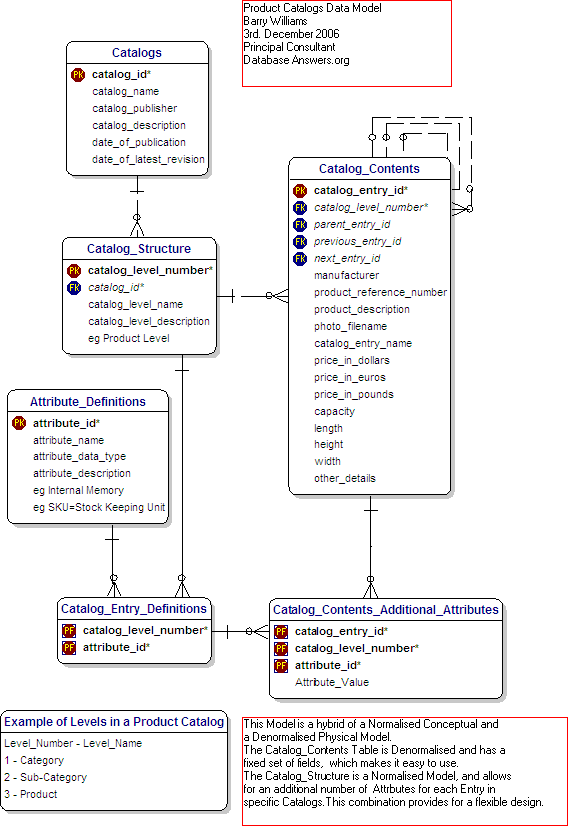 Product Catalogs Data Model
Barry Williams
3rd. December 2006
Principal Consultant
Database Answers.org
Catalogs
PK catalog_id*
catalog_name
catalog_publisher
catalog_description
date_of_publication
date_of_latest_revision
Catalog_Contents
PK catalog_entry_id*
FK catalog_level_number*
FK parent_entry_id
FK previous_entry_id
FK next_entry_id
manufacturer
product_reference_number
product_description
photo_filename
catalog_entry_name
price_in_dollars
price_in_euros
price_in_pounds
capacity
length
height
width
other_details
Catalog_Structure
PK catalog_level_number*
FK catalog_id*
catalog_level_name
catalog_level_description
eg Product Level
Attribute_Definitions
PK attribute_id*
attribute_name
attribute_data_type
attribute_description
eg Internal Memory
eg SKU=Stock Keeping Unit
Catalog_Entry_Definitions
PF catalog_level_number*
PF attribute_id*
Catalog_Contents_Additional_Attributes
PF catalog_entry_id*
PF catalog_level_number*
PF attribute_id*
Attribute_Value
Example of Levels in a Product Catalog
Level_Number - Level_Name
1 - Category
2 - Sub-Category
3 - Product
This Model is a hybrid of a Normalised Conceptual and
a Denormalised Physical Model.
The Catalog_Contents Table is Denormalised and has a
fixed set of fields, which makes it easy to use.
The Catalog_Structure is a Normalised Model, and allows
for an additional number of Attrbutes for each Entry in
specific Catalogs.This combination provides for a flexible design.